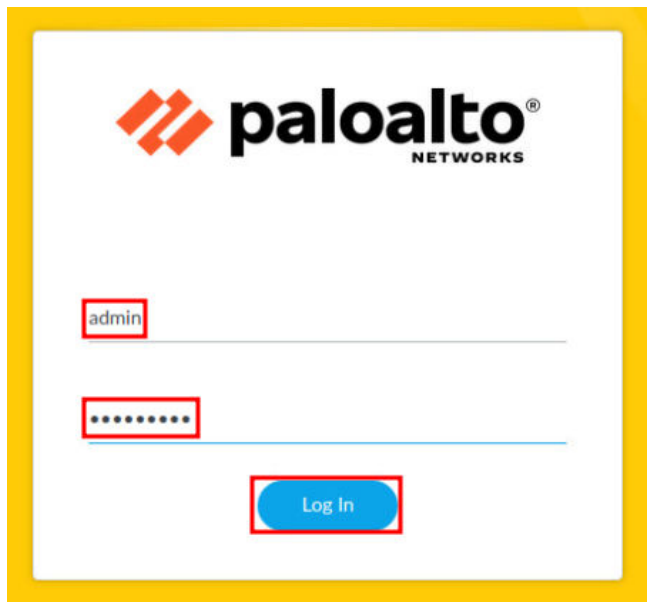 paloalto®
NETWORKS
admin
•••••••••
Log In